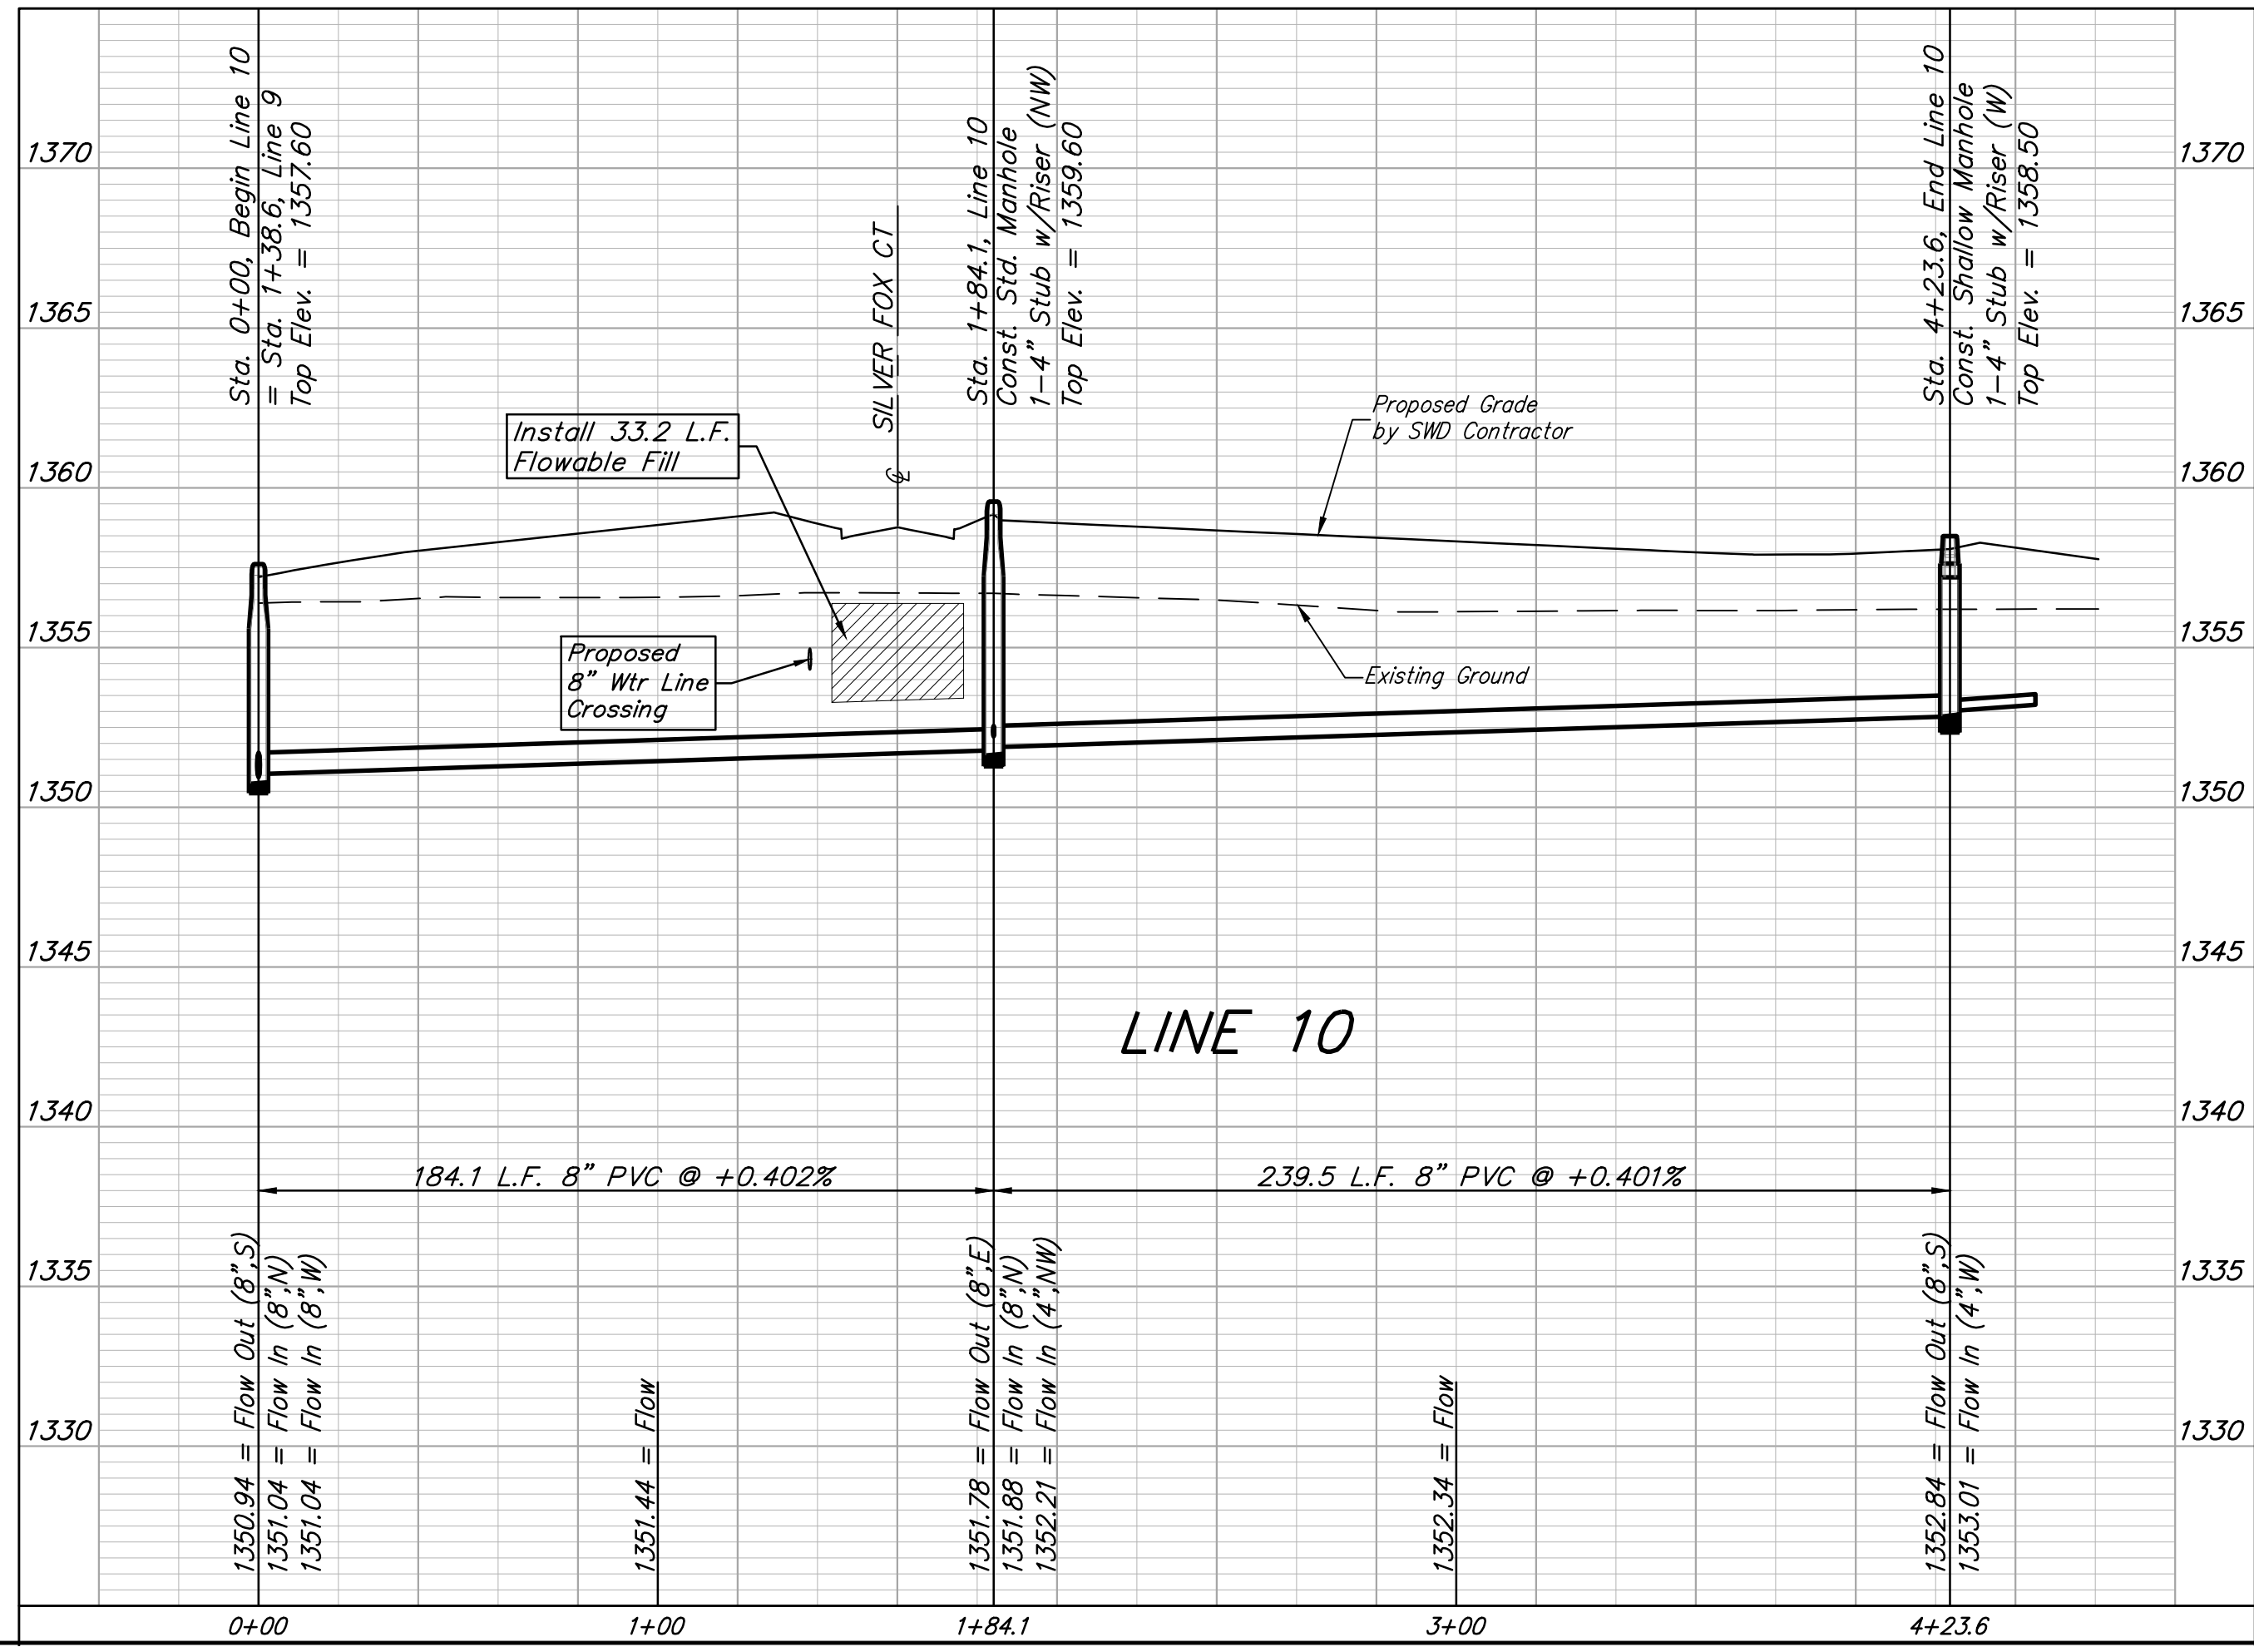 Sta. 0+00, Begin Line 10
= Sta. 1+38.6, Line 9
Top Elev. = 1357.60
SILVER FOX CT
℄
Sta. 1+84.1, Line 10
Const. Std. Manhole
1-4" Stub w/Riser (NW)
Top Elev. = 1359.60
Sta. 4+23.6, End Line 10
Const. Shallow Manhole
1-4" Stub w/Riser (W)
Top Elev. = 1358.50
1370
1370
1365
1365
1360
1360
1355
1355
1350
1350
1345
1345
1340
1340
1335
1335
1330
1330
Install 33.2 L.F.
Flowable Fill
Proposed Grade
by SWD Contractor
Proposed
8" Wtr Line
Crossing
Existing Ground
LINE 10
184.1 L.F. 8" PVC @ +0.402%
239.5 L.F. 8" PVC @ +0.401%
1350.94 = Flow Out (8",S)
1351.04 = Flow In (8",N)
1351.04 = Flow In (8",W)
1351.44 = Flow
1351.78 = Flow Out (8",E)
1351.88 = Flow In (8",N)
1352.21 = Flow In (4",NW)
1352.34 = Flow
1352.84 = Flow Out (8",S)
1353.01 = Flow In (4",W)
0+00
1+00
1+84.1
3+00
4+23.6